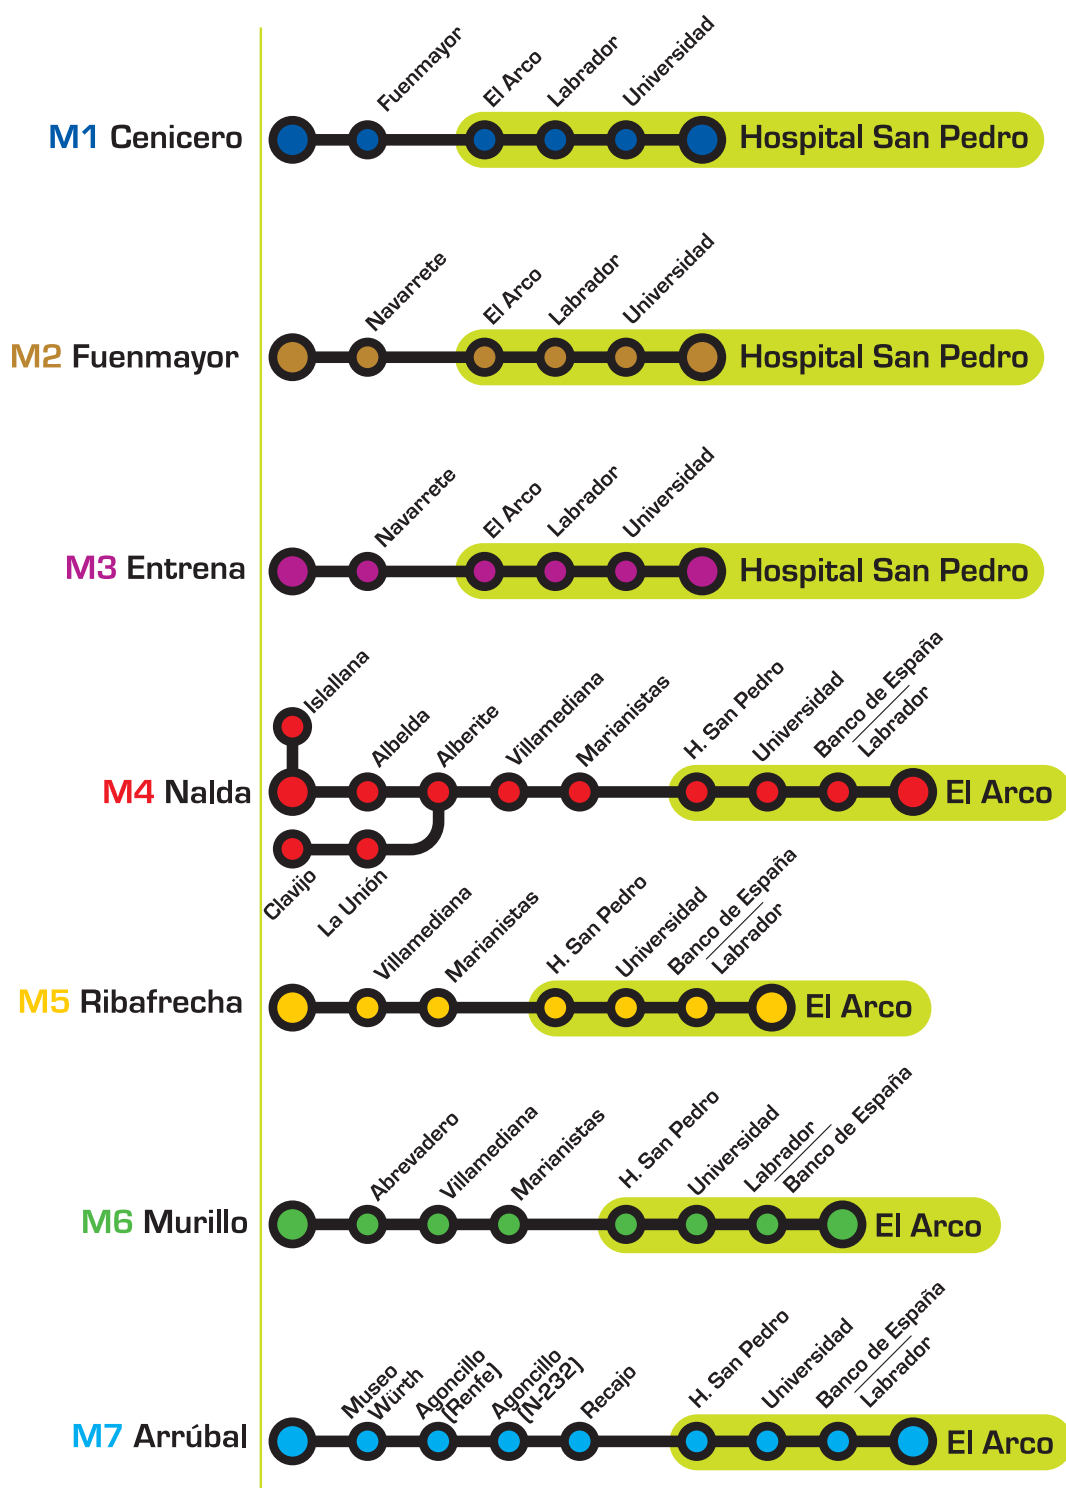 M1 Cenicero
Fuenmayor
El Arco
Labrador
Universidad
Hospital San Pedro
M2 Fuenmayor
Navarrete
El Arco
Labrador
Universidad
Hospital San Pedro
M3 Entrena
Navarrete
El Arco
Labrador
Universidad
Hospital San Pedro
M4 Nalda
Islallana
Albelda
Alberite
Villamediana
Marianistas
H. San Pedro
Universidad
Banco de España
Labrador
El Arco
Clavijo
La Unión
M5 Ribafrecha
Villamediana
Marianistas
H. San Pedro
Universidad
Banco de España
Labrador
El Arco
M6 Murillo
Abrevadero
Villamediana
Marianistas
H. San Pedro
Universidad
Labrador
Banco de España
El Arco
M7 Arrúbal
Museo
Würth
Agoncillo
(Renfe)
Agoncillo
(N-232)
Recajo
H. San Pedro
Universidad
Banco de España
Labrador
El Arco